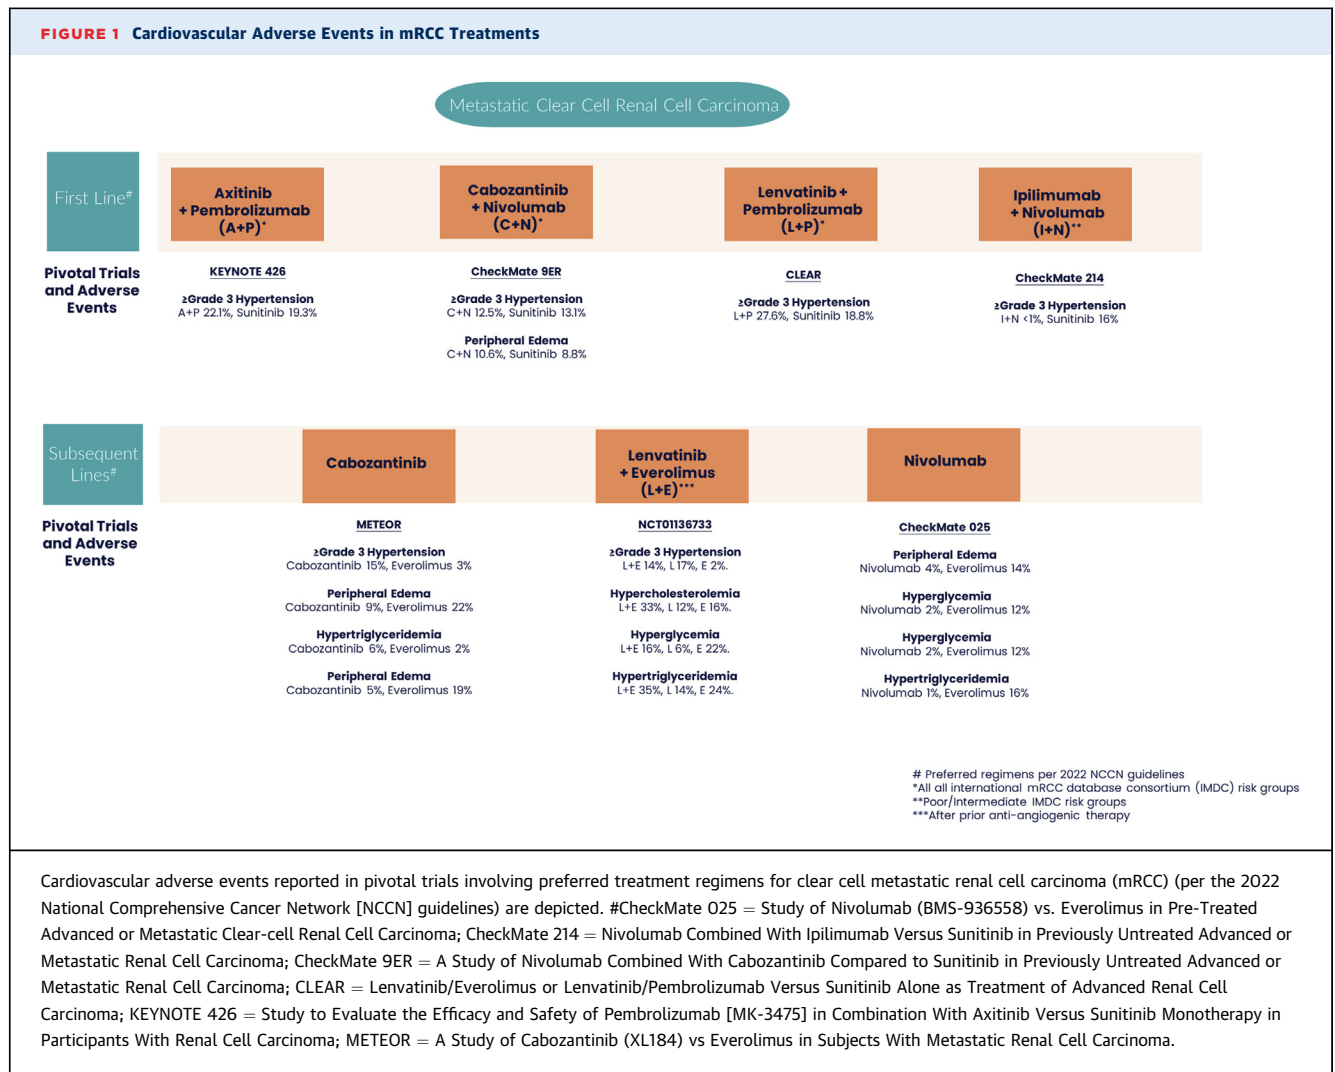 FIGURE 1 Cardiovascular Adverse Events in mRCC Treatments
Metastatic Clear Cell Renal Cell Carcinoma
First Line#
Axitinib
+ Pembrolizumab
(A+P)*
Cabozantinib
+ Nivolumab
(C+N)*
Lenvatinib +
Pembrolizumab
(L+P)*
Ipilimumab
+ Nivolumab
(I+N)**
Pivotal Trials
and Adverse
Events
KEYNOTE 426
≥Grade 3 Hypertension
A+P 22.1%, Sunitinib 19.3%
CheckMate 9ER
≥Grade 3 Hypertension
C+N 12.5%, Sunitinib 13.1%
Peripheral Edema
C+N 10.6%, Sunitinib 8.8%
CLEAR
≥Grade 3 Hypertension
L+P 27.6%, Sunitinib 18.8%
CheckMate 214
≥Grade 3 Hypertension
I+N <1%, Sunitinib 16%
Subsequent
Lines#
Cabozantinib
Lenvatinib
+ Everolimus
(L+E)***
Nivolumab
Pivotal Trials
and Adverse
Events
METEOR
≥Grade 3 Hypertension
Cabozantinib 15%, Everolimus 3%
Peripheral Edema
Cabozantinib 9%, Everolimus 22%
Hypertriglyceridemia
Cabozantinib 6%, Everolimus 2%
Peripheral Edema
Cabozantinib 5%, Everolimus 19%
NCT01136733
≥Grade 3 Hypertension
L+E 14%, L 17%, E 2%.
Hypercholesterolemia
L+E 33%, L 12%, E 16%.
Hyperglycemia
L+E 16%, L 6%, E 22%.
Hypertriglyceridemia
L+E 35%, L 14%, E 24%.
CheckMate 025
Peripheral Edema
Nivolumab 4%, Everolimus 14%
Hyperglycemia
Nivolumab 2%, Everolimus 12%
Hyperglycemia
Nivolumab 2%, Everolimus 12%
Hypertriglyceridemia
Nivolumab 1%, Everolimus 16%
# Preferred regimens per 2022 NCCN guidelines
*All all international mRCC database consortium (IMDC) risk groups
**Poor/Intermediate IMDC risk groups
***After prior anti-angiogenic therapy
Cardiovascular adverse events reported in pivotal trials involving preferred treatment regimens for clear cell metastatic renal cell carcinoma (mRCC) (per the 2022
National Comprehensive Cancer Network [NCCN] guidelines) are depicted. #CheckMate 025 = Study of Nivolumab (BMS-936558) vs. Everolimus in Pre-Treated
Advanced or Metastatic Clear-cell Renal Cell Carcinoma; CheckMate 214 = Nivolumab Combined With Ipilimumab Versus Sunitinib in Previously Untreated Advanced or
Metastatic Renal Cell Carcinoma; CheckMate 9ER = A Study of Nivolumab Combined With Cabozantinib Compared to Sunitinib in Previously Untreated Advanced or
Metastatic Renal Cell Carcinoma; CLEAR = Lenvatinib/Everolimus or Lenvatinib/Pembrolizumab Versus Sunitinib Alone as Treatment of Advanced Renal Cell
Carcinoma; KEYNOTE 426 = Study to Evaluate the Efficacy and Safety of Pembrolizumab [MK-3475] in Combination With Axitinib Versus Sunitinib Monotherapy in
Participants With Renal Cell Carcinoma; METEOR = A Study of Cabozantinib (XL184) vs Everolimus in Subjects With Metastatic Renal Cell Carcinoma.